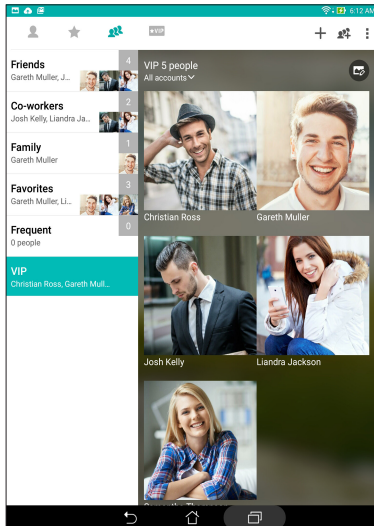 6:12 AM
VIP
Friends
4
Gareth Muller, J...
Co-workers
2
Josh Kelly, Liandra Ja...
Family
1
Gareth Muller
Favorites
3
Gareth Muller, Li...
Frequent
0
0 people
VIP
Christian Ross, Gareth Mull...
VIP 5 people
All accounts
Christian Ross
Gareth Muller
Josh Kelly
Liandra Jackson